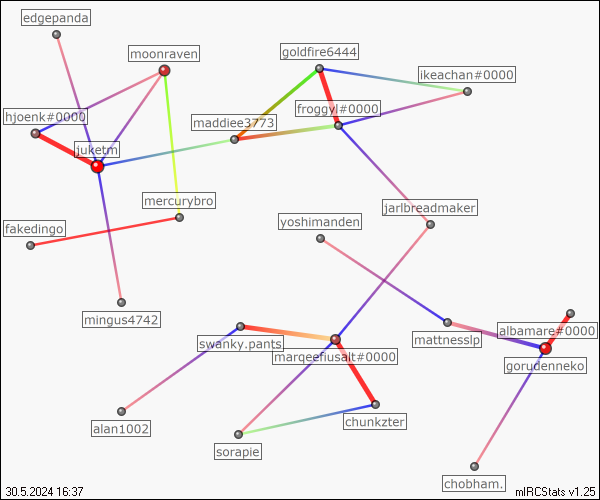 edgepanda
moonraven
goldfire6444
ikeachan#0000
hjoenk#0000
froggyl#0000
maddiee3773
juketm
mercurybro
fakedingo
jarlbreadmaker
yoshimanden
mingus4742
albamare#0000
swanky.pants
mattnesslp
marqeefiusalt#0000
gorudenneko
alan1002
chunkzter
sorapie
chobham.
30.5.2024 16:37
mIRCStats v1.25